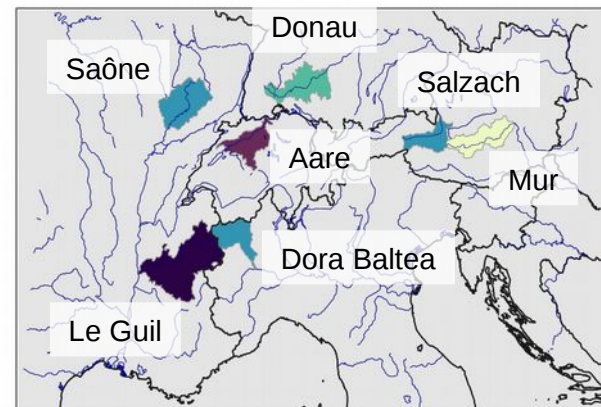 Donau
Saône
Salzach
Aare
Mur
Dora Baltea
Le Guil